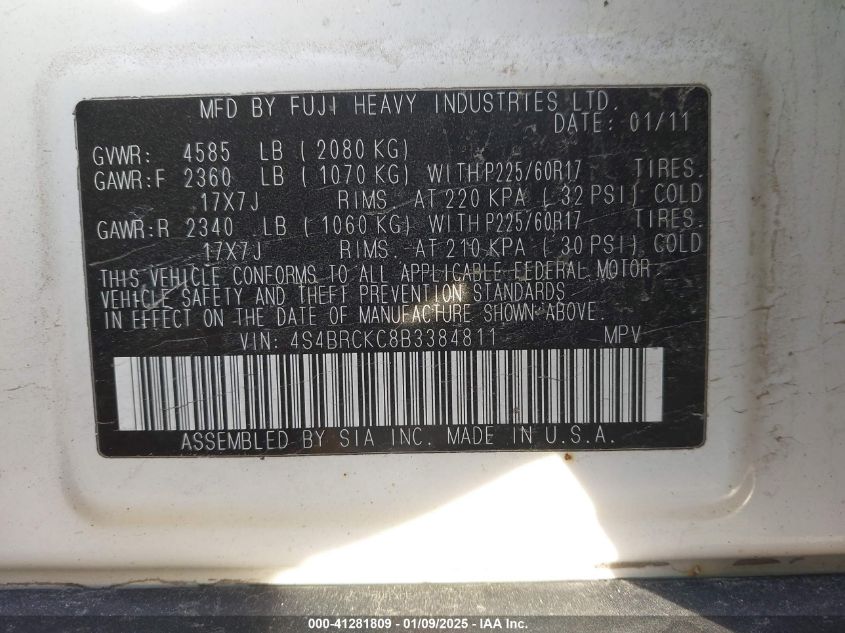 MFD BY FUJI HEAVY INDUSTRIES LTD.
DATE: 01/11
GVWR: 4585 LB ( 2080 KG)
GAWR:F 2360 LB ( 1070 KG) WITH P225/60R17 TIRES.
17X7J RIMS. AT 220 KPA ( 32 PSI) COLD
GAWR:R 2340 LB ( 1060 KG) WITH P225/60R17 TIRES.
17X7J RIMS. AT 210 KPA ( 30 PSI) COLD
THIS VEHICLE CONFORMS TO ALL APPLICABLE FEDERAL MOTOR
VEHICLE SAFETY AND THEFT PREVENTION STANDARDS
IN EFFECT ON THE DATE OF MANUFACTURE SHOWN ABOVE.
VIN: 4S4BRCKC8B3384811 MPV
ASSEMBLED BY SIA INC. MADE IN U.S.A.
000-41281809 - 01/09/2025 - IAA Inc.